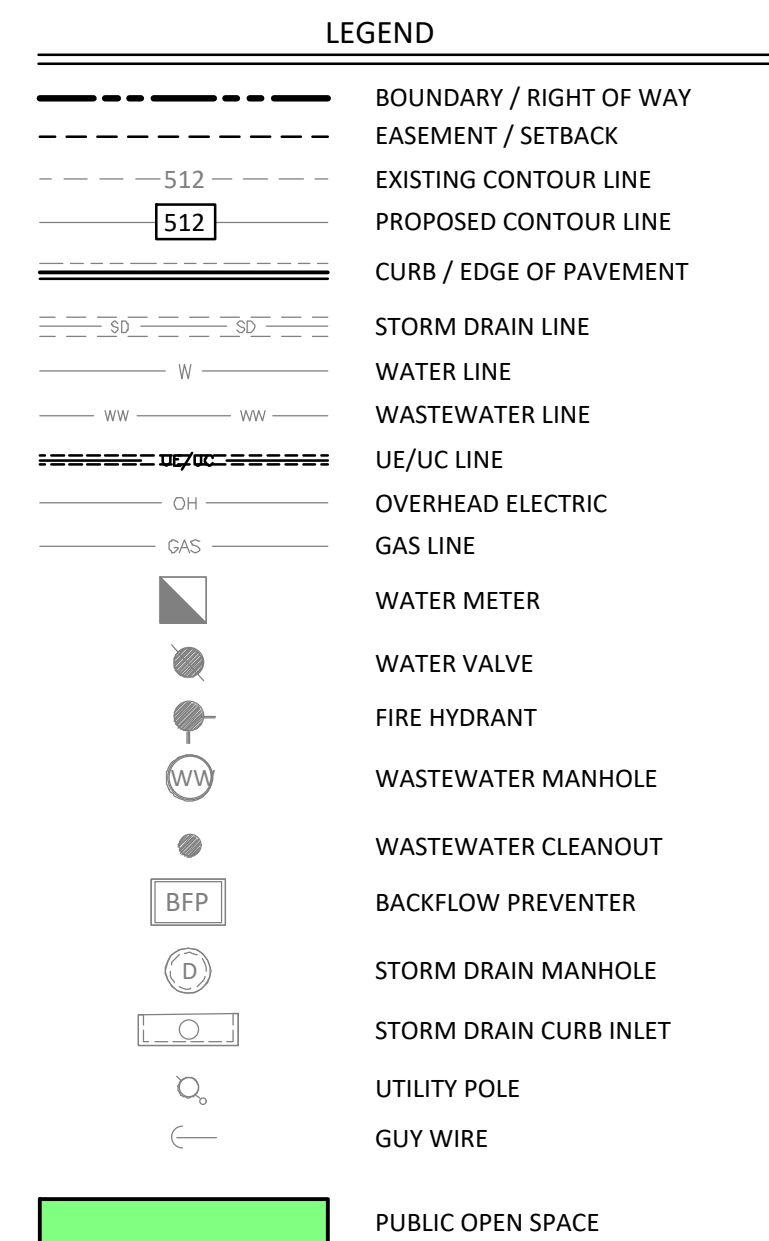 LEGEND
BOUNDARY / RIGHT OF WAY
EASEMENT / SETBACK
512 EXISTING CONTOUR LINE
512 PROPOSED CONTOUR LINE
CURB / EDGE OF PAVEMENT
SD SD STORM DRAIN LINE
W WATER LINE
WW WW WASTEWATER LINE
UE/UC UE/UC LINE
OH OVERHEAD ELECTRIC
GAS GAS LINE
WATER METER
WATER VALVE
FIRE HYDRANT
WW WASTEWATER MANHOLE
WASTEWATER CLEANOUT
BFP BACKFLOW PREVENTER
D STORM DRAIN MANHOLE
STORM DRAIN CURB INLET
UTILITY POLE
GUY WIRE
PUBLIC OPEN SPACE